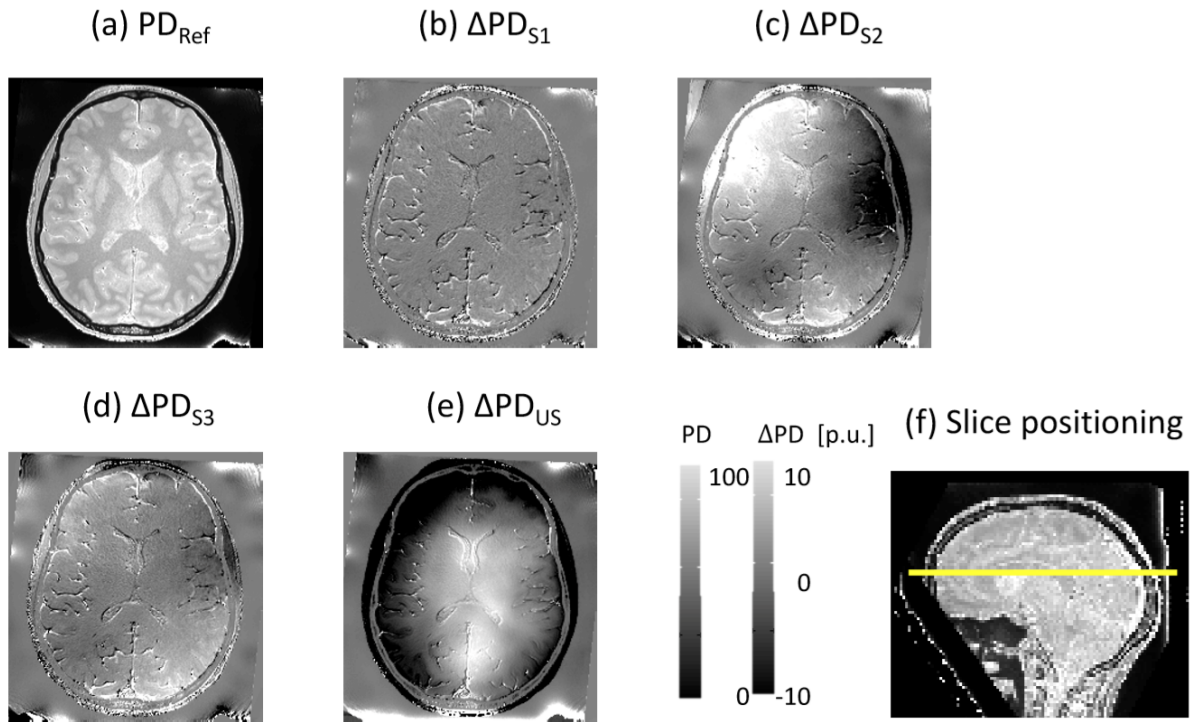 (a) PDRef
(b) ΔPDS1
(c) ΔPDS2
(d) ΔPDS3
(e) ΔPDUS
PD ΔPD [p.u.]
(f) Slice positioning
100 10
0
0 -10